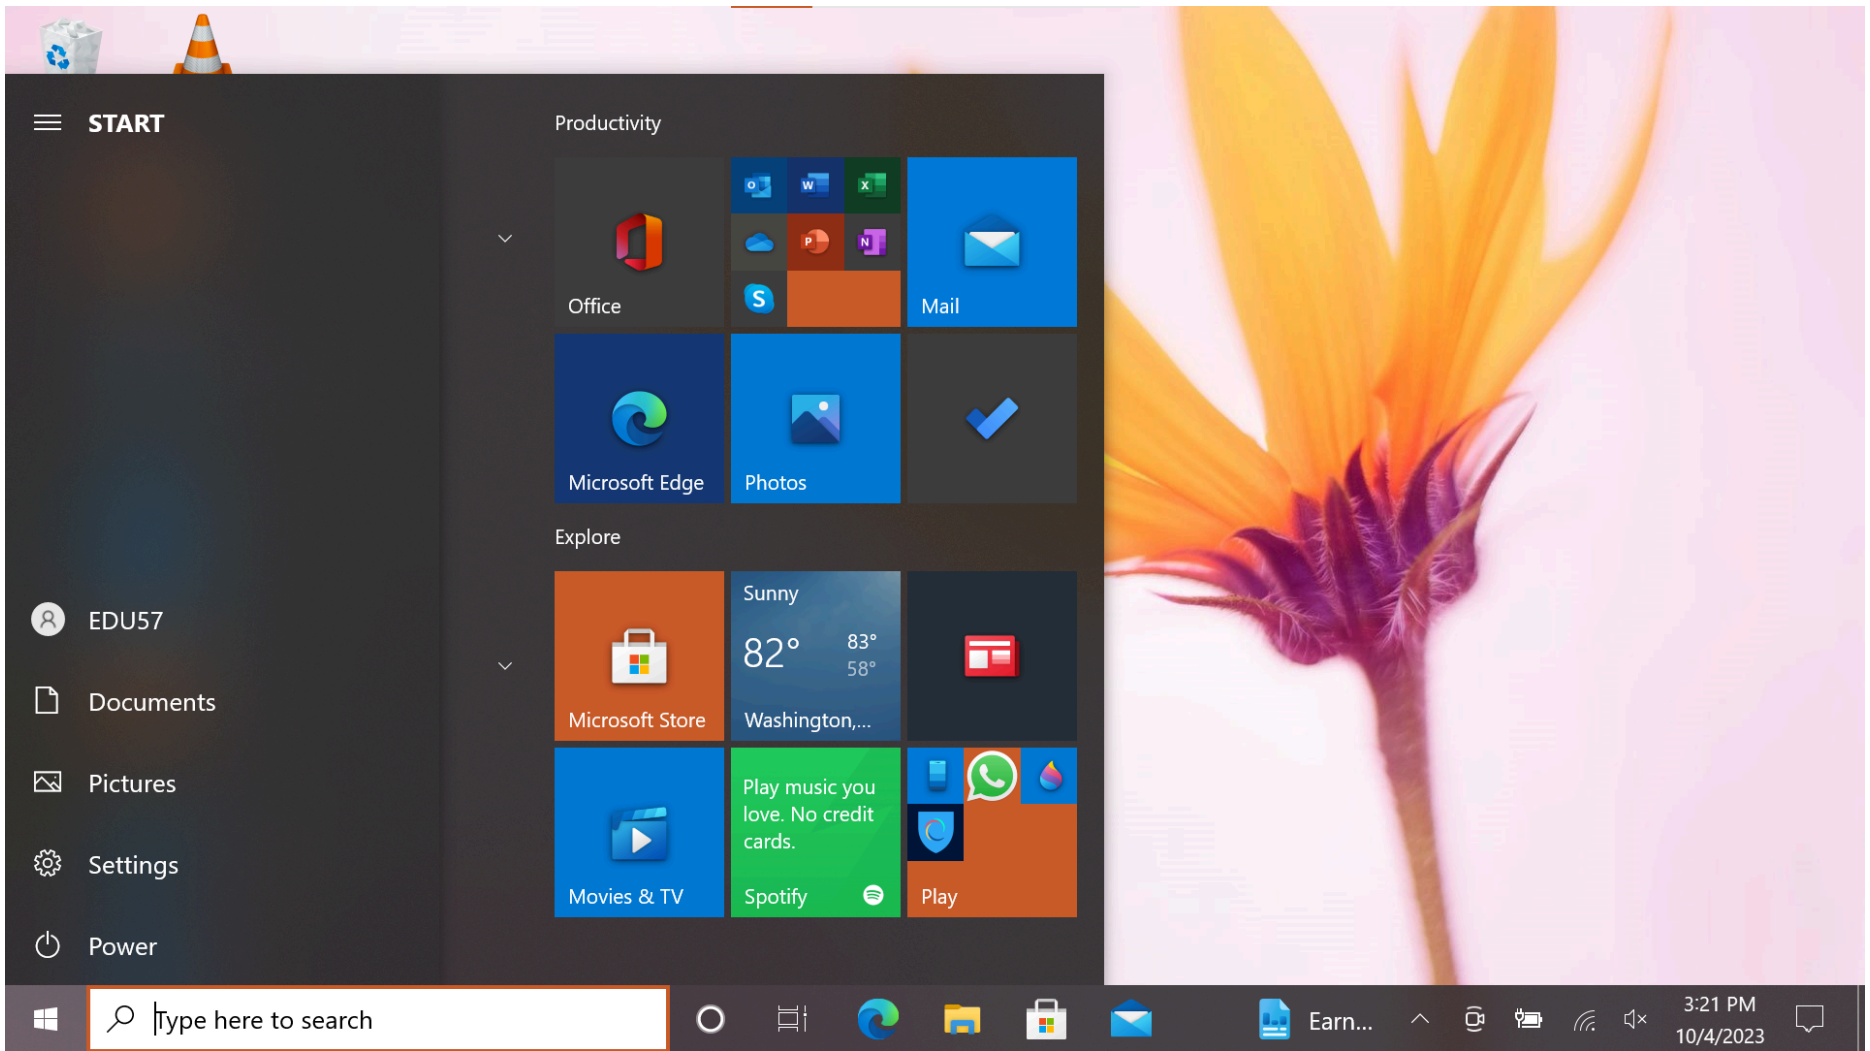 START
EDU57
Documents
Pictures
Settings
Power
Productivity
Office
Mail
Microsoft Edge
Photos
Explore
Microsoft Store
Sunny
82°
83°
58°
Washington,...
Movies & TV
Play music you
love. No credit
cards.
Spotify
Play
Type here to search
Earn...
3:21 PM
10/4/2023